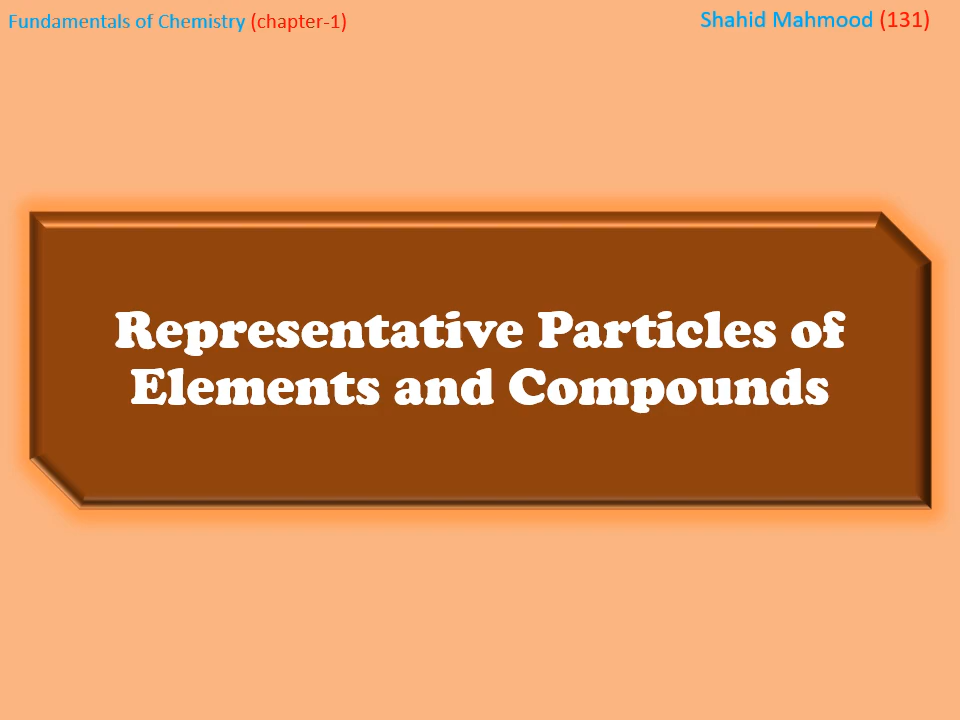 Fundamentals of Chemistry (chapter-1)
Shahid Mahmood (131)
Representative Particles of
Elements and Compounds